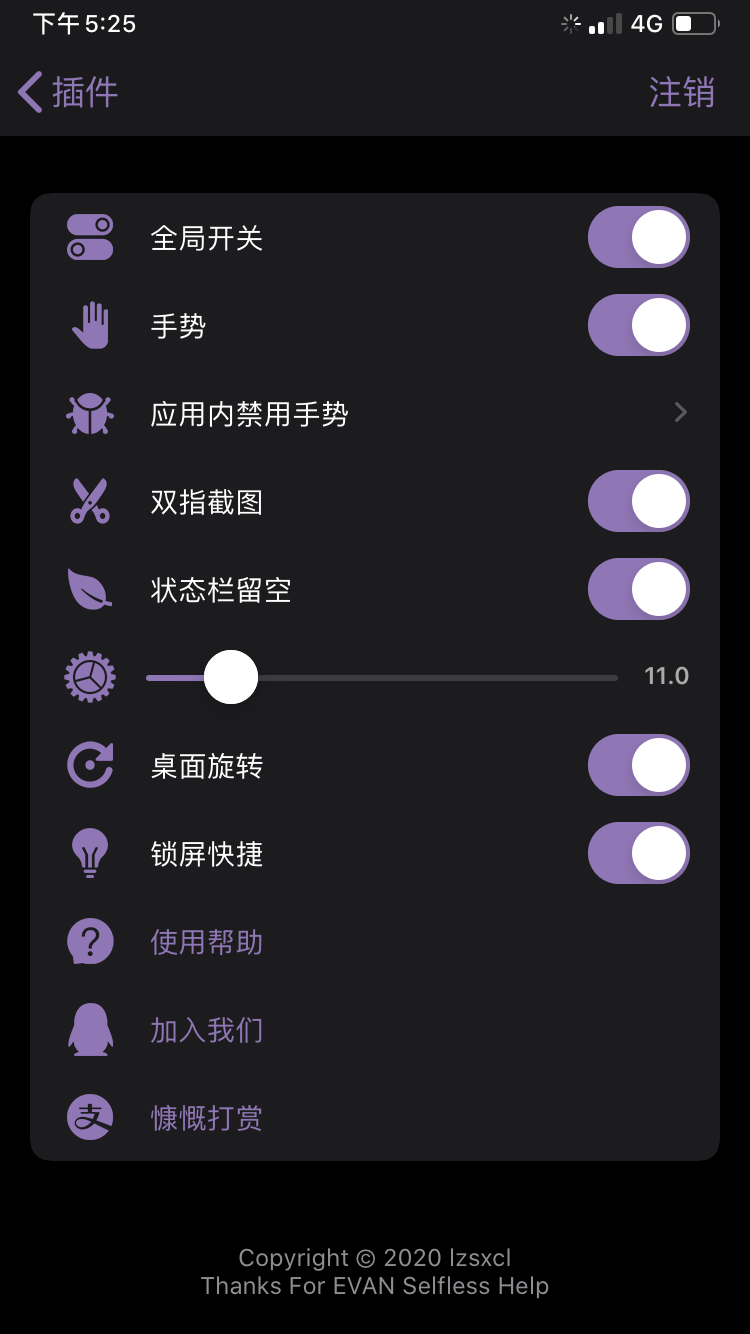 下午 5:25
4G
插件
注销
全局开关
手势
应用内禁用手势
双指截图
状态栏留空
11.0
桌面旋转
锁屏快捷
使用帮助
加入我们
慷慨打赏
Copyright © 2020 lzsxcl
Thanks For EVAN Selfless Help